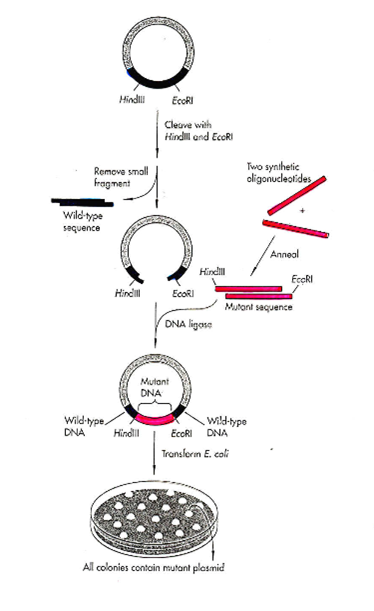 HindIII EcoRI
Cleave with
HindIII and EcoRI
Remove small
fragment
Two synthetic
oligonucleotides
+
Wild-type
sequence
Anneal
HindIII
EcoRI
HindIII EcoRI
Mutant sequence
DNA ligase
Mutant
DNA
Wild-type
DNA
HindIII EcoRI
Wild-type
DNA
Transform E. coli
All colonies contain mutant plasmid